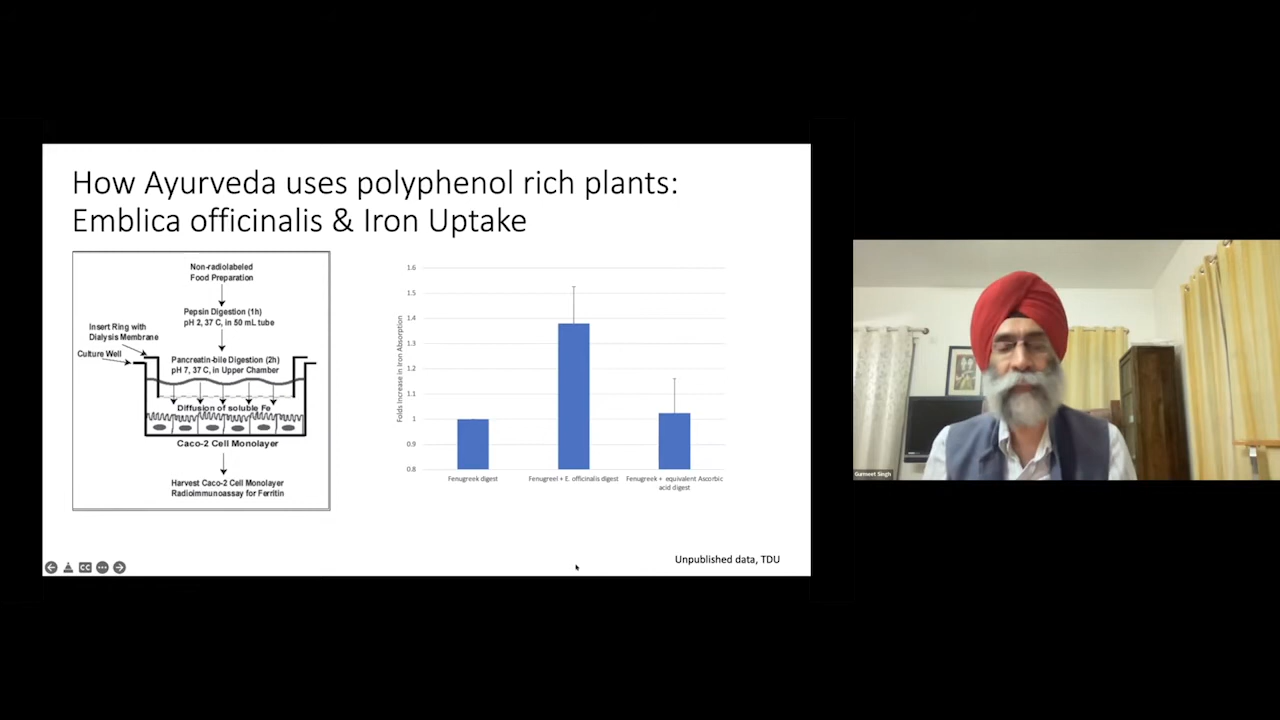 How Ayurveda uses polyphenol rich plants:
Emblica officinalis & Iron Uptake
Non-radiolabeled
Food Preparation
Pepsin Digestion (1h)
pH 2, 37 C, in 50 mL tube
Insert Ring with
Dialysis Membrane
Culture Well
Pancreatin-bile Digestion (2h)
pH 7, 37 C, in Upper Chamber
Diffusion of soluble Fe
Caco-2 Cell Monolayer
Harvest Caco-2 Cell Monolayer
Radioimmunoassay for Ferritin
Folds Increase in Iron Absorption
1.6
1.5
1.4
1.3
1.2
1.1
1
0.9
0.8
Fenugreek digest
Fenugreel + E. officinalis digest
Fenugreek + equivalent Ascorbic
acid digest
Unpublished data, TDU
CC
Gurmeet Singh